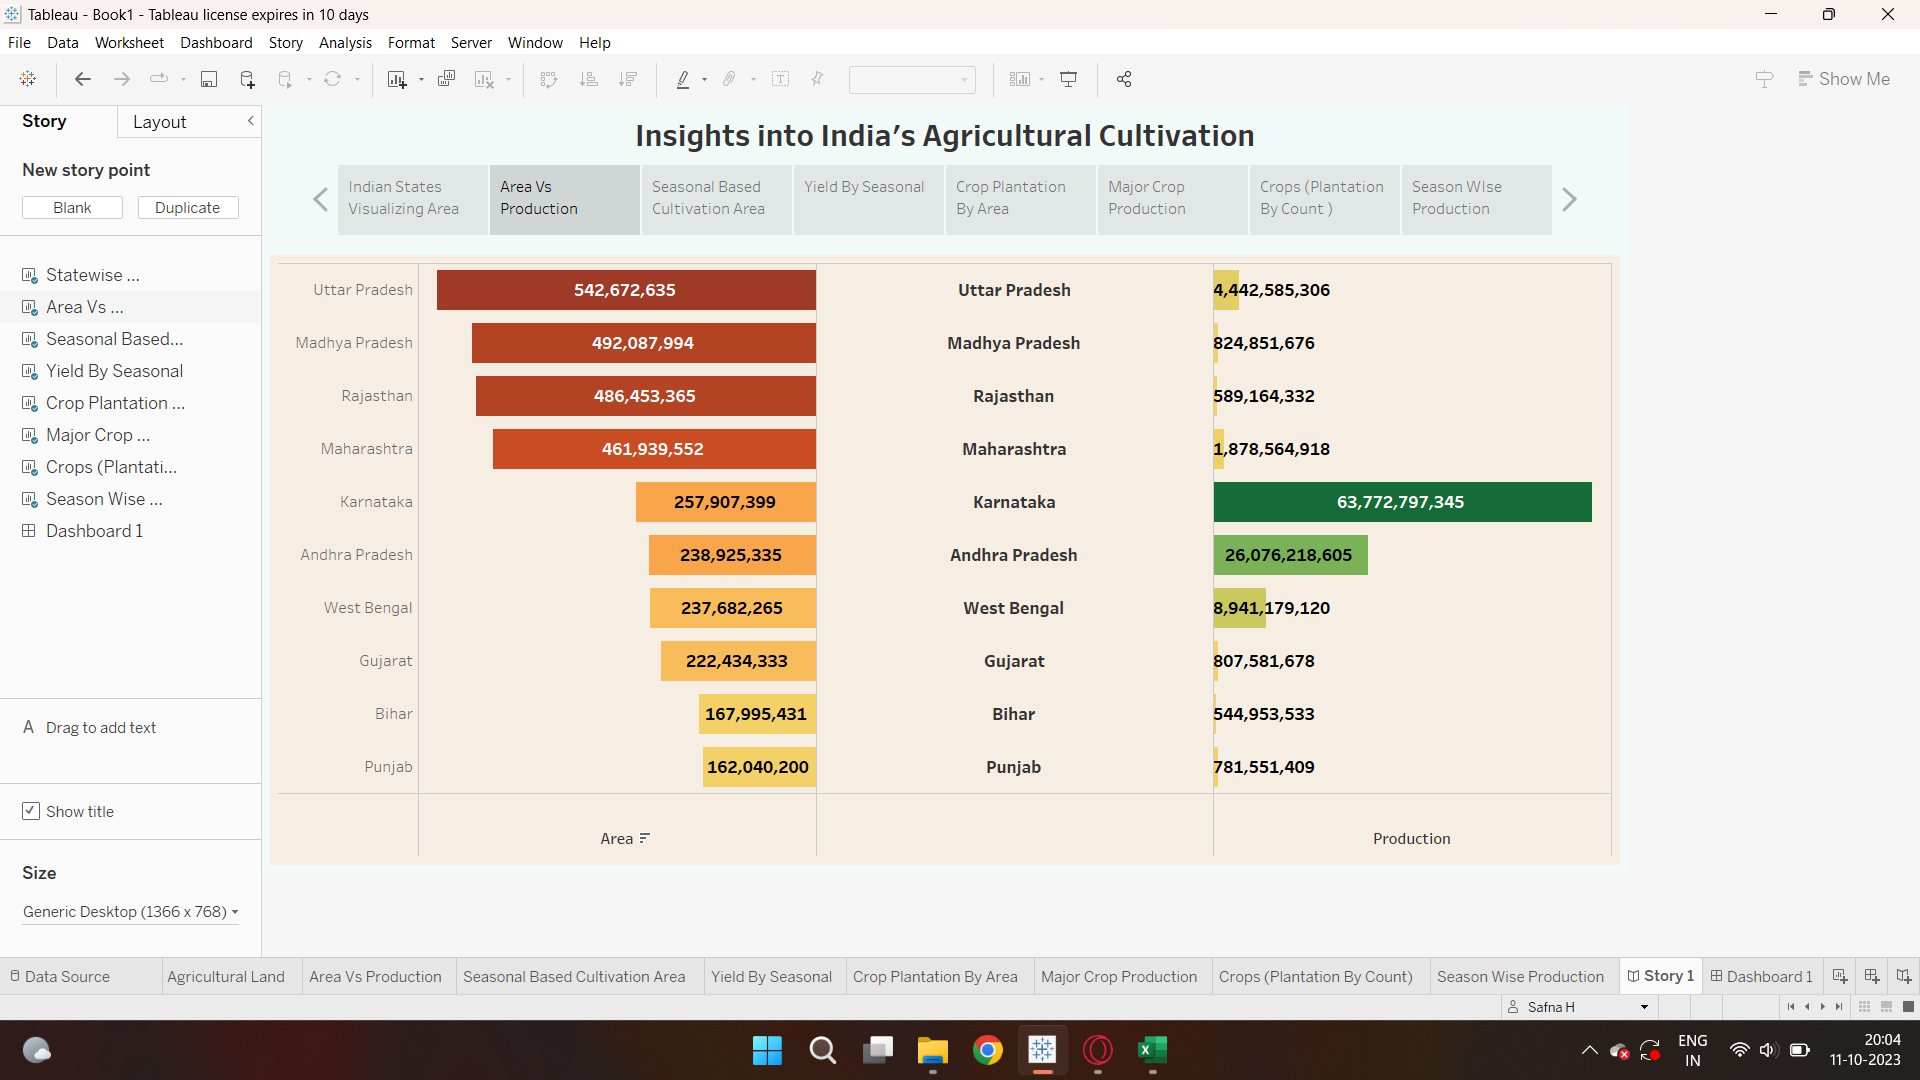 Tableau - Book1 - Tableau license expires in 10 days
File Data Worksheet Dashboard Story Analysis Format Server Window Help
Show Me
Story Layout
New story point
Blank Duplicate
Statewise ...
Area Vs ...
Seasonal Based...
Yield By Seasonal
Crop Plantation ...
Major Crop ...
Crops (Plantati...
Season Wise ...
Dashboard 1
A Drag to add text
Show title
Size
Generic Desktop (1366 x 768)
Insights into India’s Agricultural Cultivation
Indian States
Visualizing Area
Area Vs
Production
Seasonal Based
Cultivation Area
Yield By Seasonal
Crop Plantation
By Area
Major Crop
Production
Crops (Plantation
By Count )
Season WIse
Production
Uttar Pradesh 542,672,635 Uttar Pradesh 4,442,585,306
Madhya Pradesh 492,087,994 Madhya Pradesh 824,851,676
Rajasthan 486,453,365 Rajasthan 589,164,332
Maharashtra 461,939,552 Maharashtra 1,878,564,918
Karnataka 257,907,399 Karnataka 63,772,797,345
Andhra Pradesh 238,925,335 Andhra Pradesh 26,076,218,605
West Bengal 237,682,265 West Bengal 8,941,179,120
Gujarat 222,434,333 Gujarat 807,581,678
Bihar 167,995,431 Bihar 544,953,533
Punjab 162,040,200 Punjab 781,551,409
Area Production
Data Source Agricultural Land Area Vs Production Seasonal Based Cultivation Area Yield By Seasonal Crop Plantation By Area Major Crop Production Crops (Plantation By Count) Season Wise Production Story 1 Dashboard 1
Safna H
ENG
IN
20:04
11-10-2023